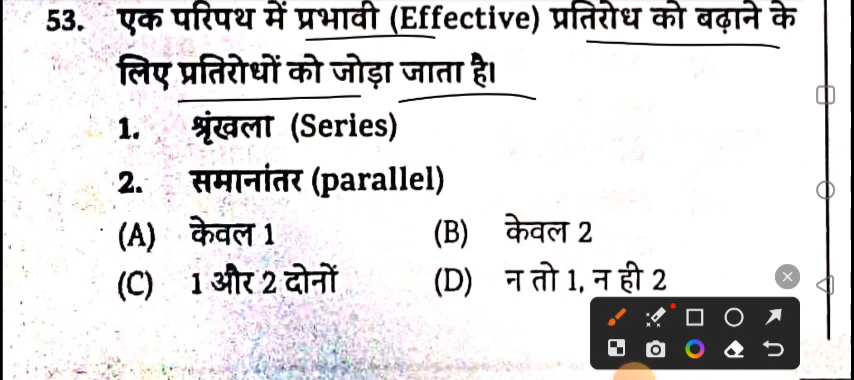 53. एक परिपथ में प्रभावी (Effective) प्रतिरोध को बढ़ाने के
लिए प्रतिरोधों को जोड़ा जाता है।
1. श्रृंखला (Series)
2. समानांतर (parallel)
(A) केवल 1 (B) केवल 2
(C) 1 और 2 दोनों (D) न तो 1, न ही 2